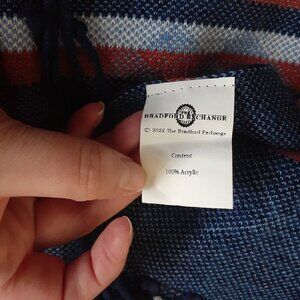 BRADFORD EXCHANGE
© 2022 The Bradford Exchange
Content
100% Acrylic